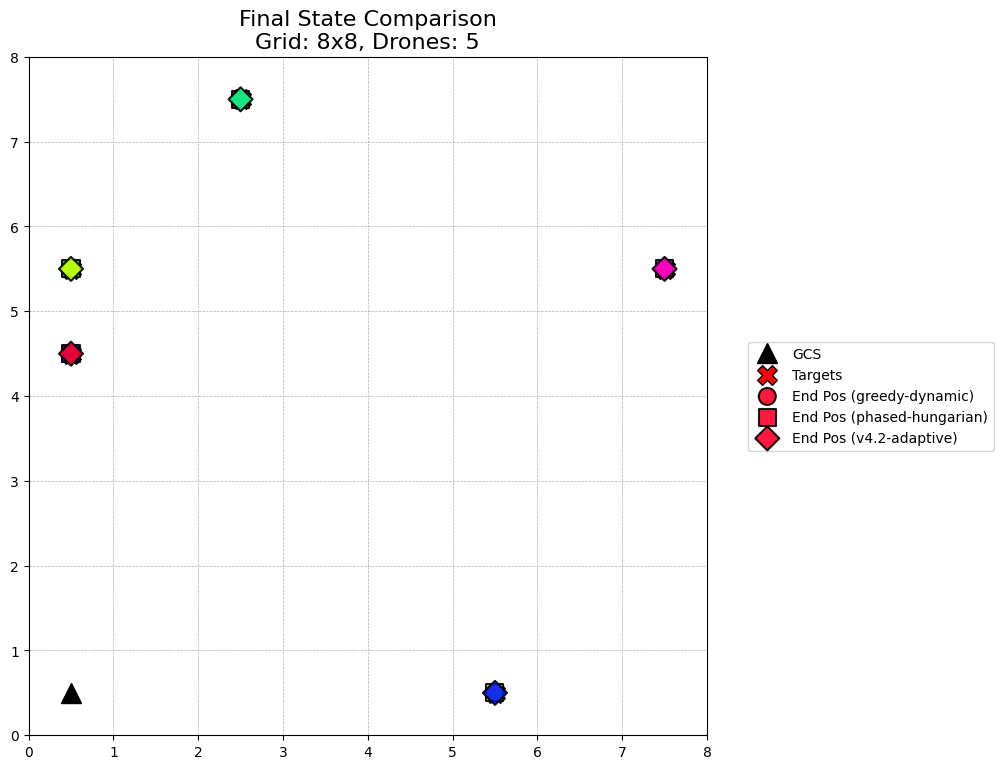 Final State Comparison
Grid: 8x8, Drones: 5
8
7
6
5
4
3
2
1
0
0 1 2 3 4 5 6 7 8
GCS
Targets
End Pos (greedy-dynamic)
End Pos (phased-hungarian)
End Pos (v4.2-adaptive)